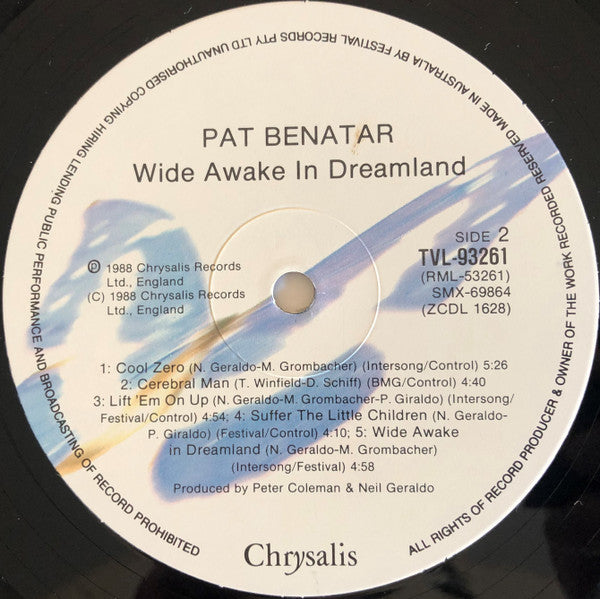 MADE IN AUSTRALIA BY FESTIVAL RECORDS PTY LTD UNAUTHORISED COPYING HIRING LENDING PUBLIC PERFORMANCE AND BROADCASTING OF RECORD PROHIBITED
ALL RIGHTS OF RECORD PRODUCER & OWNER OF THE WORK RECORDED RESERVED
PAT BENATAR
Wide Awake In Dreamland
SIDE 2
TVL-93261
(RML-53261)
SMX-69864
(ZCDL 1628)
℗ 1988 Chrysalis Records
Ltd., England
(C) 1988 Chrysalis Records
Ltd., England
1: Cool Zero (N. Geraldo-M. Grombacher) (Intersong/Control) 5:26
2: Cerebral Man (T. Winfield-D. Schiff) (BMG/Control) 4:40
3: Lift 'Em On Up (N. Geraldo-M. Grombacher-P. Giraldo) (Intersong/
Festival/Control) 4:54; 4: Suffer The Little Children (N. Geraldo-
P. Giraldo) (Festival/Control) 4:10; 5: Wide Awake
in Dreamland (N. Geraldo-M. Grombacher)
(Intersong/Festival) 4:58
Produced by Peter Coleman & Neil Geraldo
Chrysalis